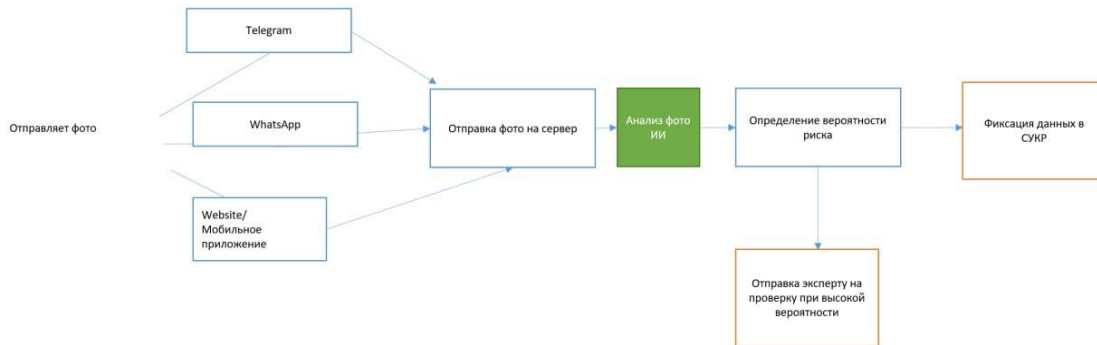 Telegram
Отправляет фото
WhatsApp
Website/
Мобильное
приложение
Отправка фото на сервер
Анализ фото
ИИ
Определение вероятности
риска
Фиксация данных в
СУКР
Отправка эксперту на
проверку при высокой
вероятности